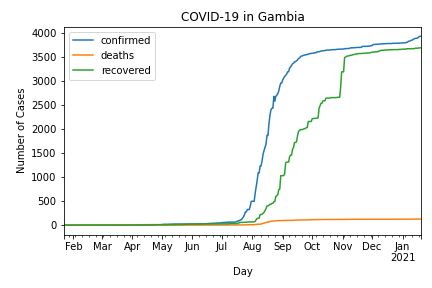 COVID-19 in Gambia
confirmed
deaths
recovered
Number of Cases
4000
3500
3000
2500
2000
1500
1000
500
0
Feb Mar Apr May Jun Jul Aug Sep Oct Nov Dec Jan
2021
Day